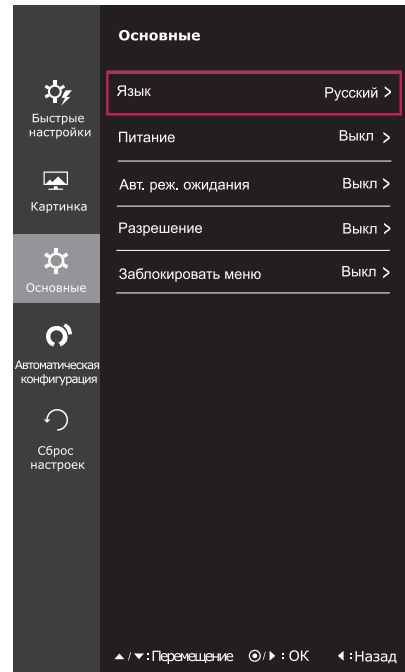 Быстрые
настройки
Картинка
Основные
Автоматическая
конфигурация
Сброс
настроек
Основные
Язык Русский >
Питание Выкл >
Авт. реж. ожидания Выкл >
Разрешение Выкл >
Заблокировать меню Выкл >
▲/▼:Перемещение ⦿/▶ : ОК ◀ :Назад